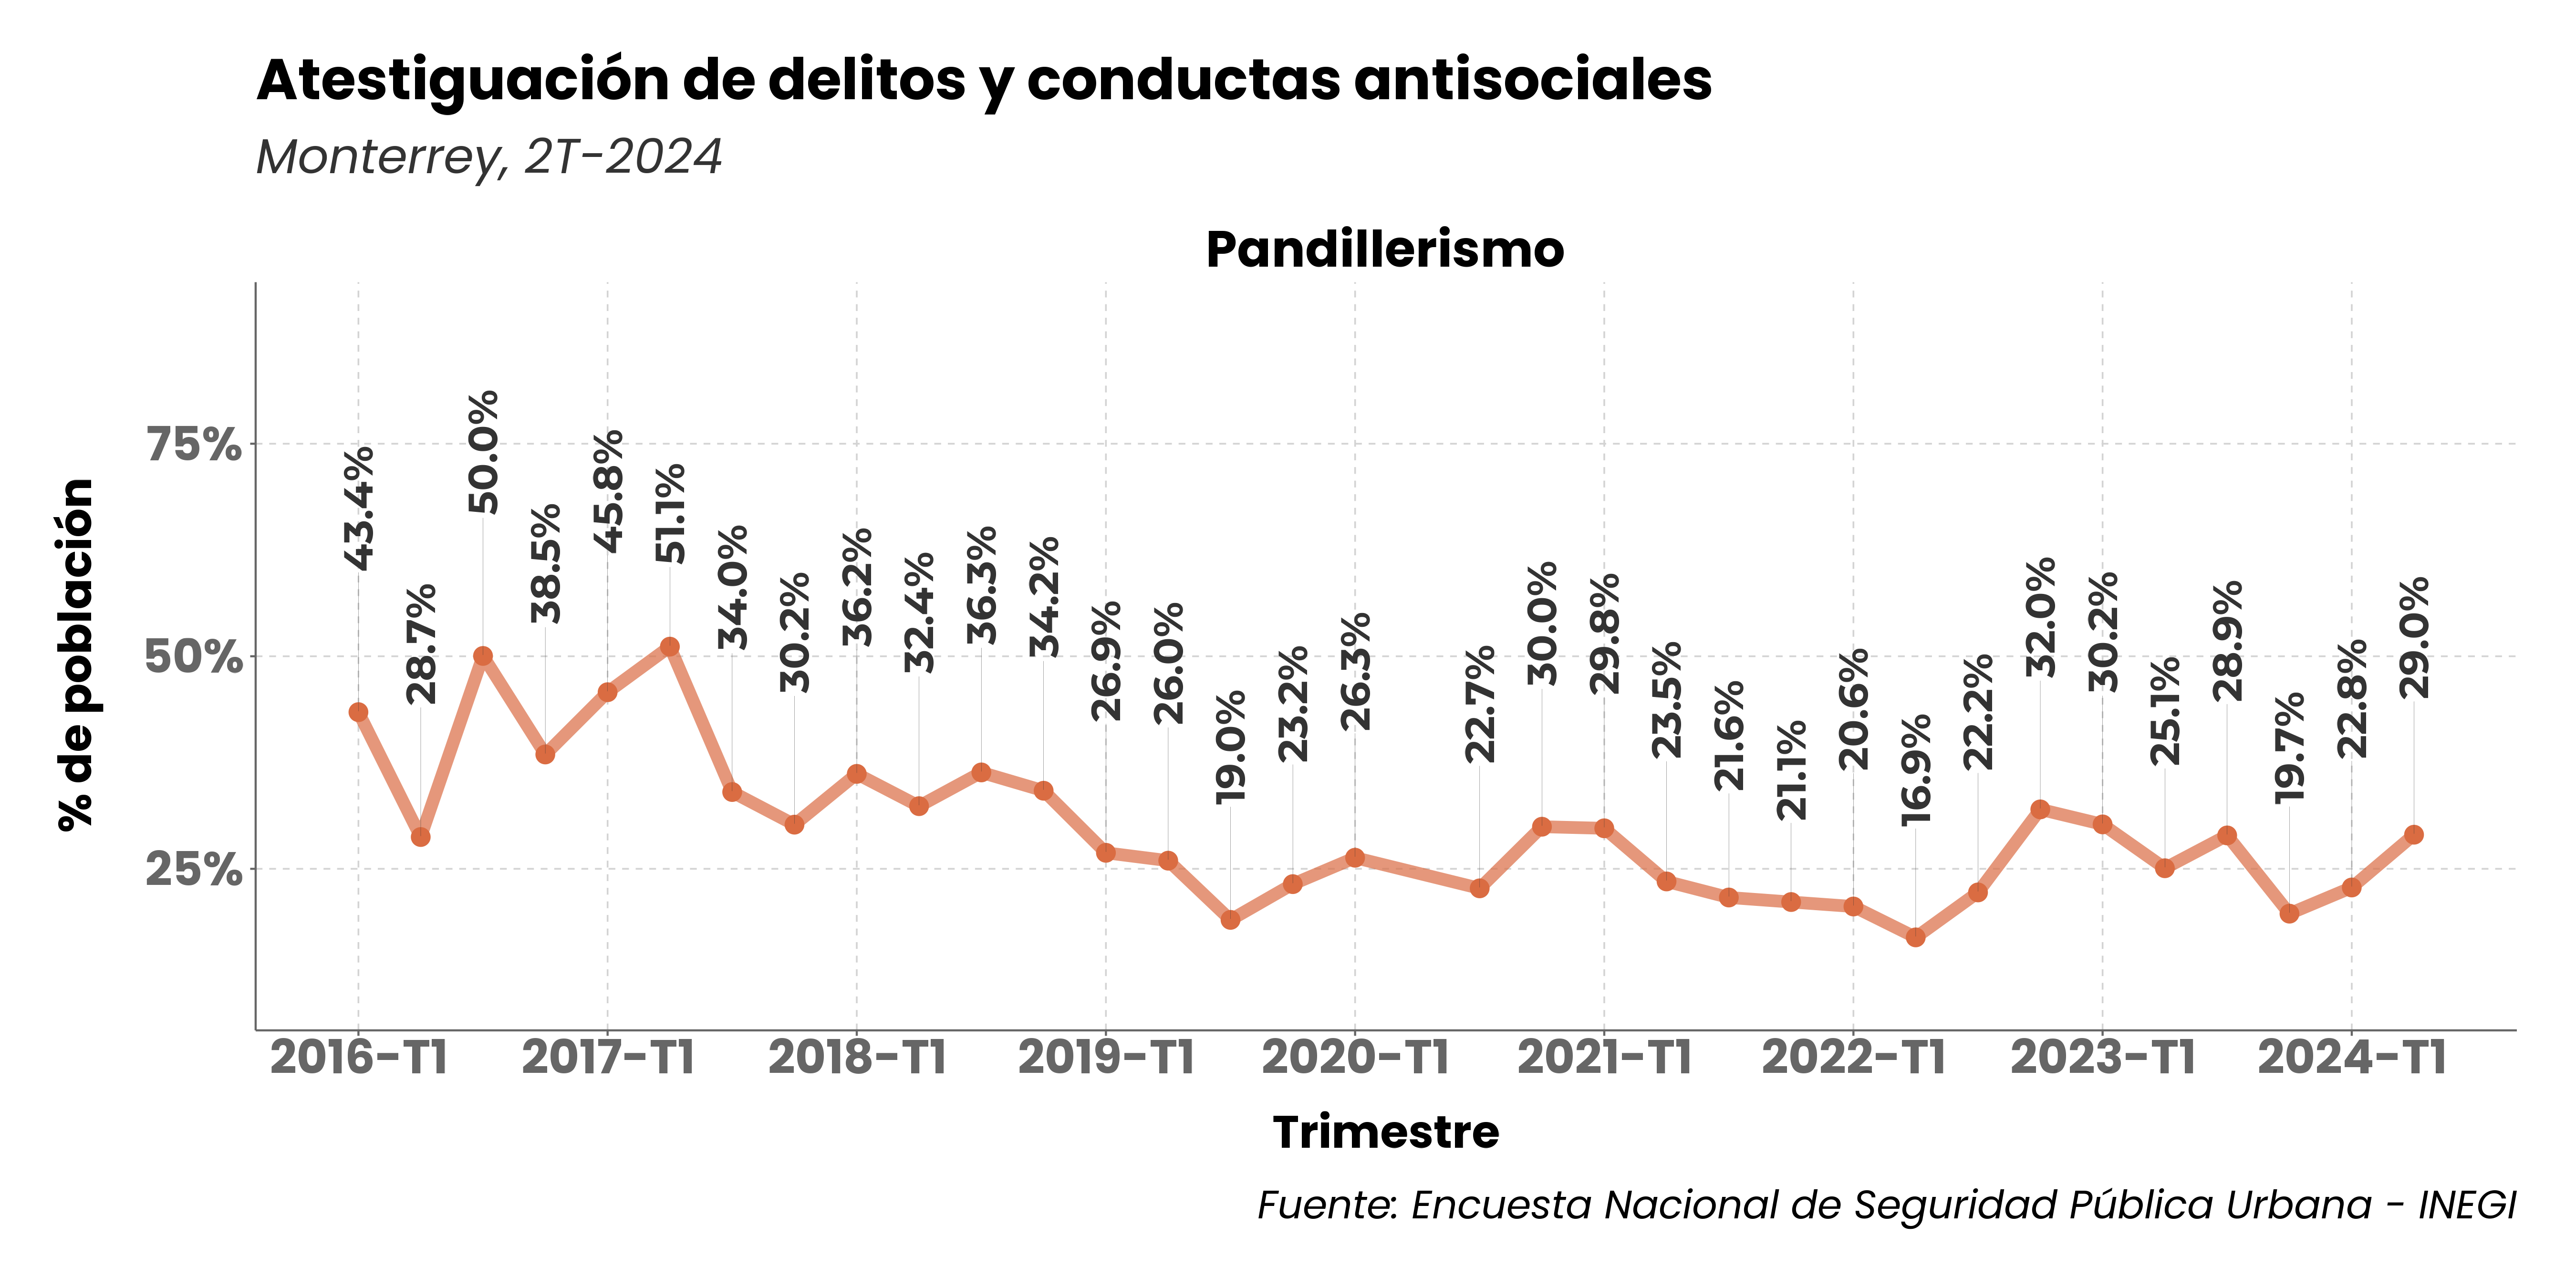 Atestiguación de delitos y conductas antisociales
Monterrey, 2T-2024
Pandillerismo
% de población
75%
50%
25%
43.4%
28.7%
50.0%
38.5%
45.8%
51.1%
34.0%
30.2%
36.2%
32.4%
36.3%
34.2%
26.9%
26.0%
19.0%
23.2%
26.3%
22.7%
30.0%
29.8%
23.5%
21.6%
21.1%
20.6%
16.9%
22.2%
32.0%
30.2%
25.1%
28.9%
19.7%
22.8%
29.0%
2016-T1
2017-T1
2018-T1
2019-T1
2020-T1
2021-T1
2022-T1
2023-T1
2024-T1
Trimestre
Fuente: Encuesta Nacional de Seguridad Pública Urbana - INEGI